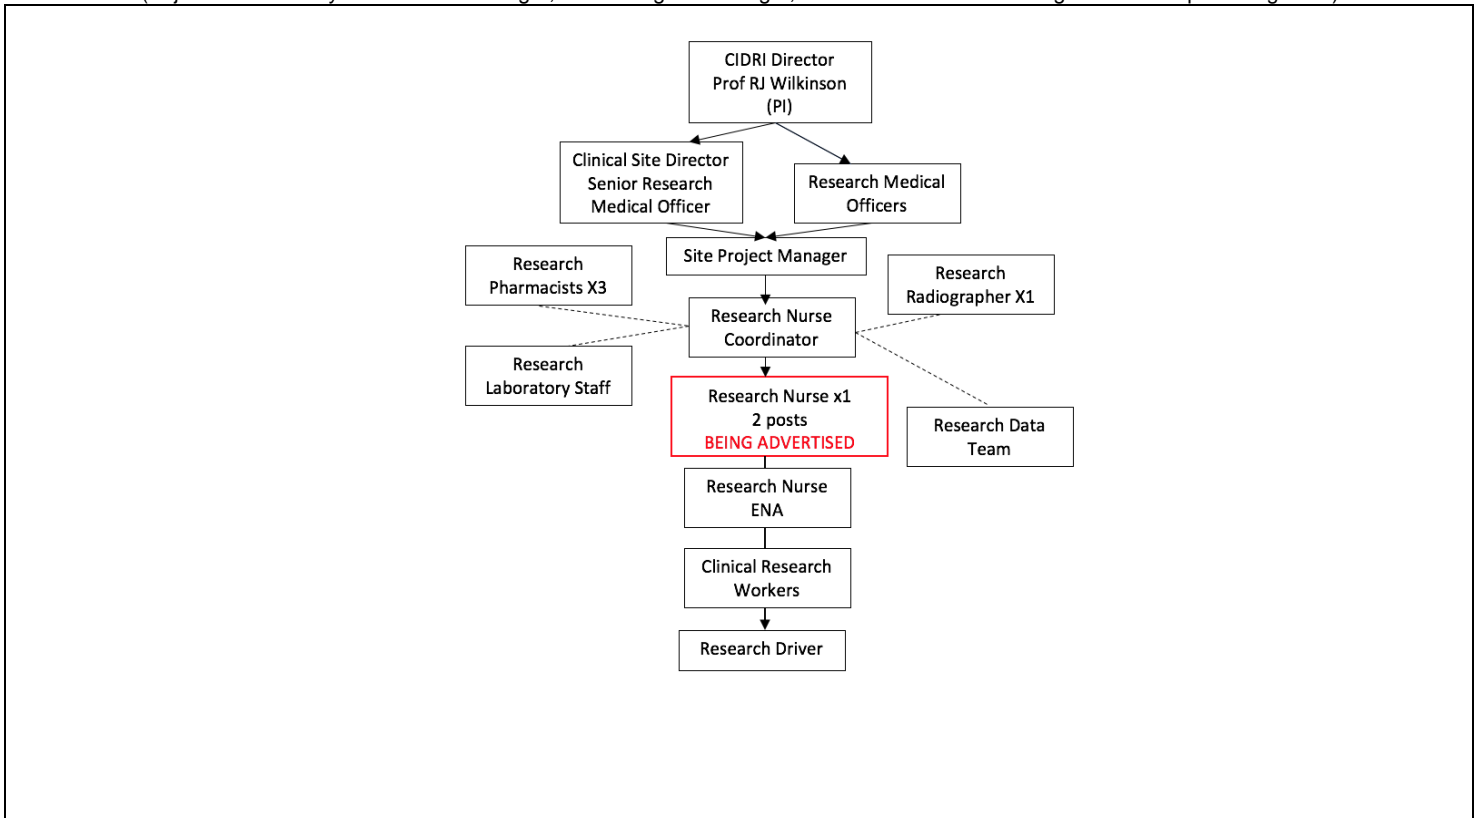 CIDRI Director
Prof RJ Wilkinson
(PI)
Clinical Site Director
Senior Research
Medical Officer
Research Medical
Officers
Site Project Manager
Research
Pharmacists X3
Research
Radiographer X1
Research Nurse
Coordinator
Research
Laboratory Staff
Research Nurse x1
2 posts
BEING ADVERTISED
Research Data
Team
Research Nurse
ENA
Clinical Research
Workers
Research Driver